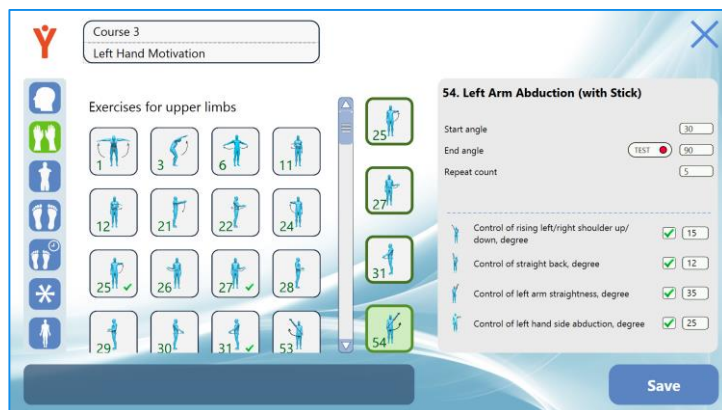 Course 3
Left Hand Motivation
Exercises for upper limbs
1
3
6
11
12
21
22
24
25
26
27
28
29
30
31
53
25
27
31
54
54. Left Arm Abduction (with Stick)
Start angle
30
End angle
TEST
90
Repeat count
5
Control of rising left/right shoulder up/
down, degree
15
Control of straight back, degree
12
Control of left arm straightness, degree
35
Control of left hand side abduction, degree
25
Save